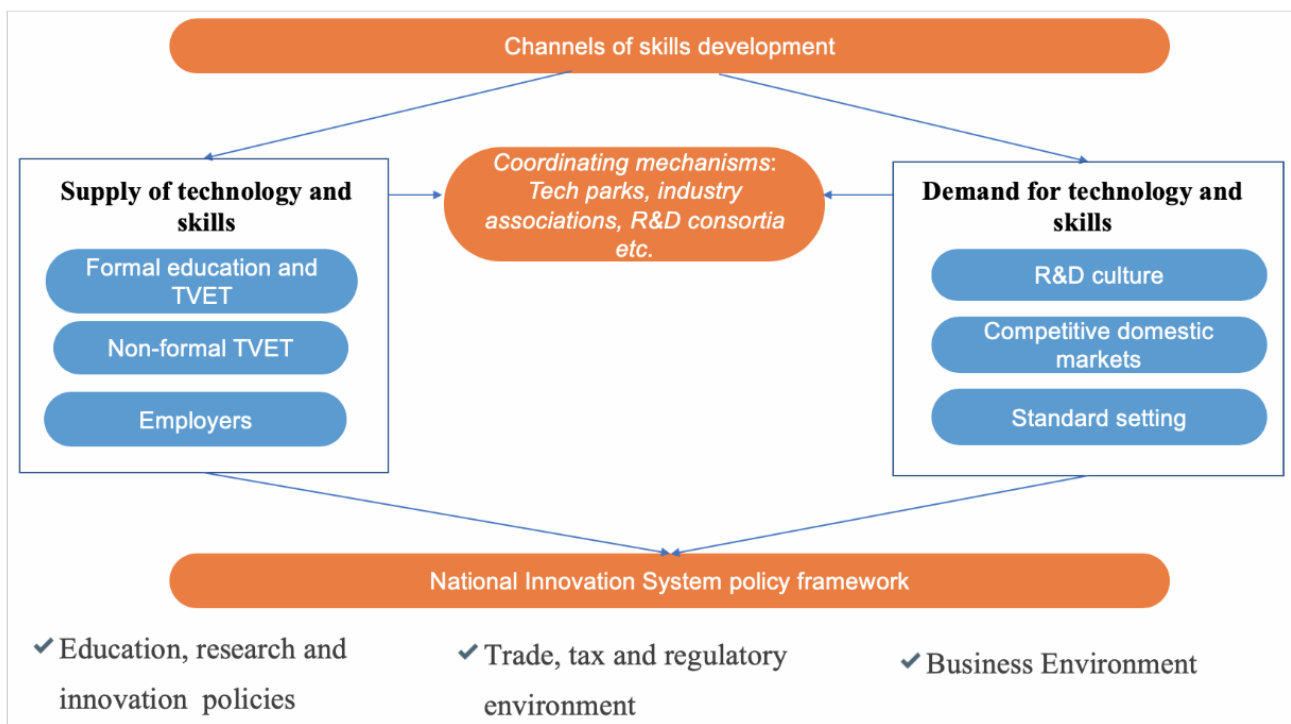 Channels of skills development
Supply of technology and
skills
Formal education and
TVET
Non-formal TVET
Employers
Coordinating mechanisms:
Tech parks, industry
associations, R&D consortia
etc.
Demand for technology and
skills
R&D culture
Competitive domestic
markets
Standard setting
National Innovation System policy framework
✓ Education, research and
innovation policies
✓ Trade, tax and regulatory
environment
✓ Business Environment